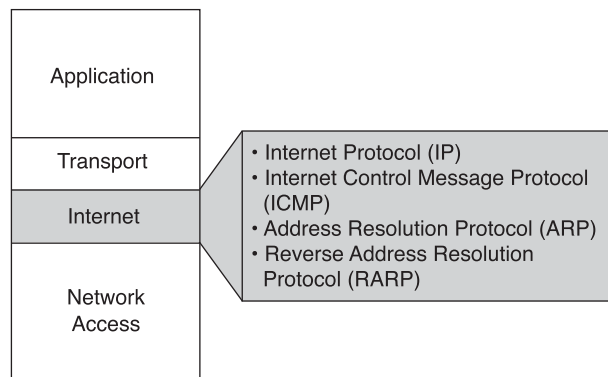 Application
Transport
Internet
Network
Access
• Internet Protocol (IP)
• Internet Control Message Protocol
(ICMP)
• Address Resolution Protocol (ARP)
• Reverse Address Resolution
Protocol (RARP)